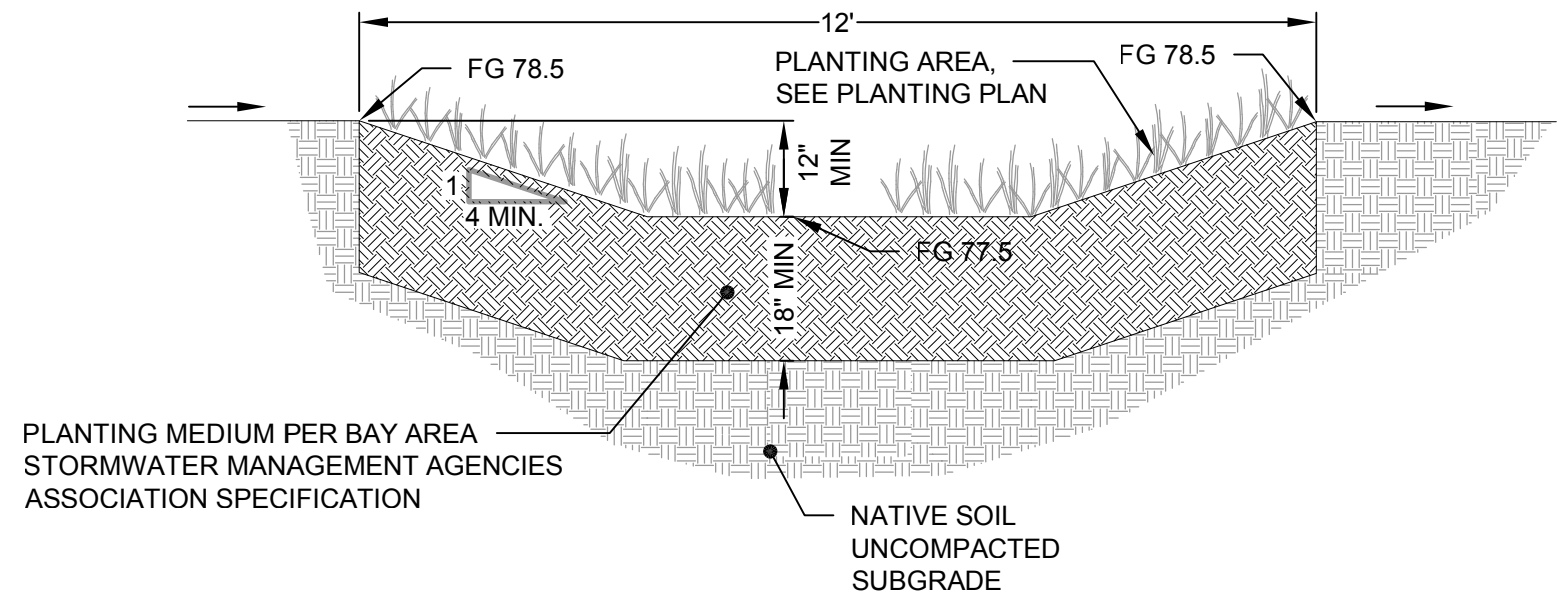 12'
FG 78.5
PLANTING AREA,
SEE PLANTING PLAN
FG 78.5
12"
MIN
1
4 MIN.
FG 77.5
18" MIN
PLANTING MEDIUM PER BAY AREA
STORMWATER MANAGEMENT AGENCIES
ASSOCIATION SPECIFICATION
NATIVE SOIL
UNCOMPACTED
SUBGRADE